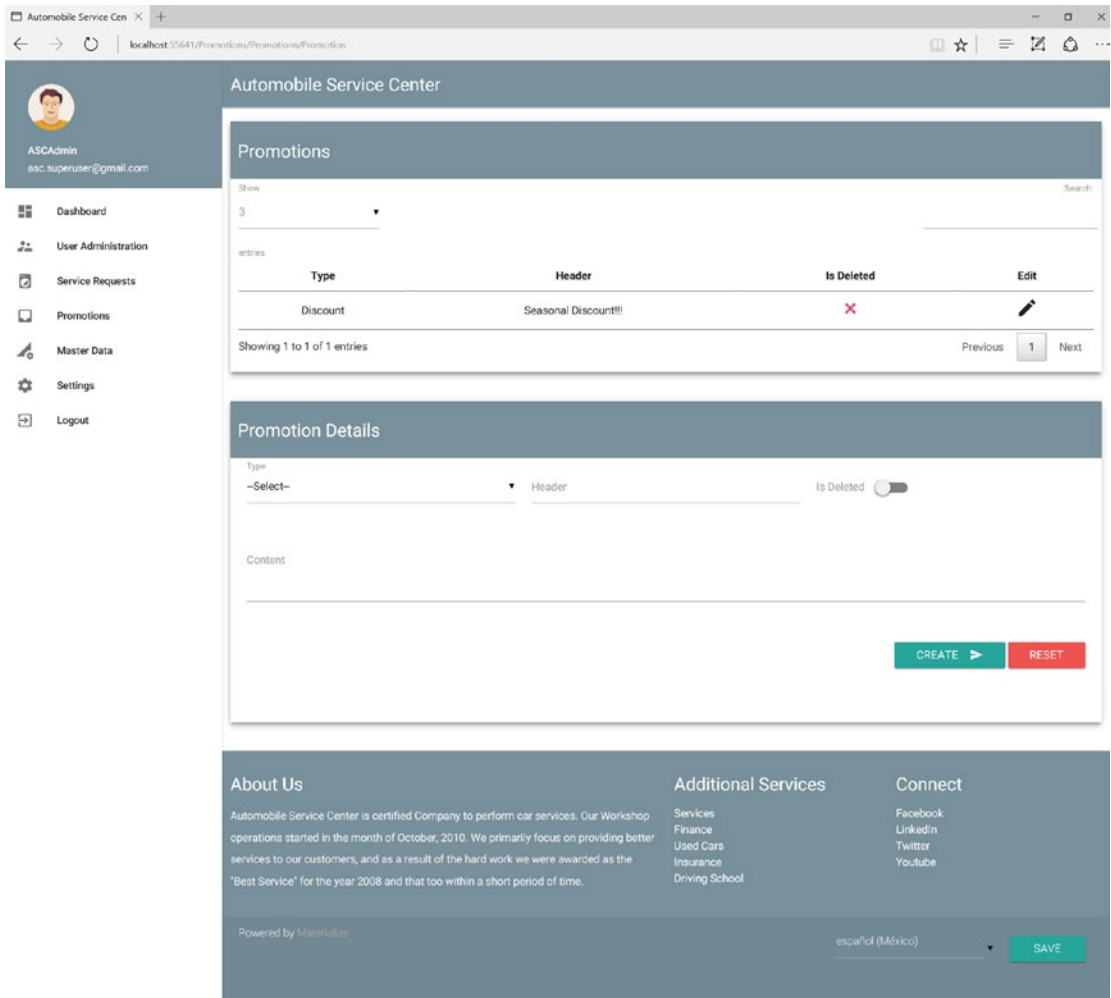 Automobile Service Cen
localhost:55641/Promotions/Promotions/Promotion
ASCAdmin
asc.superuser@gmail.com
Dashboard
User Administration
Service Requests
Promotions
Master Data
Settings
Logout
Automobile Service Center
Promotions
Show
Search:
3
entries
Type Header Is Deleted Edit
Discount Seasonal Discount!!!
Showing 1 to 1 of 1 entries
Previous 1 Next
Promotion Details
Type
--Select-- Header Is Deleted
Content
CREATE RESET
About Us
Automobile Service Center is certified Company to perform car services. Our Workshop
operations started in the month of October, 2010. We primarily focus on providing better
services to our customers, and as a result of the hard work we were awarded as the
"Best Service" for the year 2008 and that too within a short period of time.
Additional Services
Services
Finance
Used Cars
Insurance
Driving School
Connect
Facebook
LinkedIn
Twitter
Youtube
Powered by Materialize
español (México)
SAVE